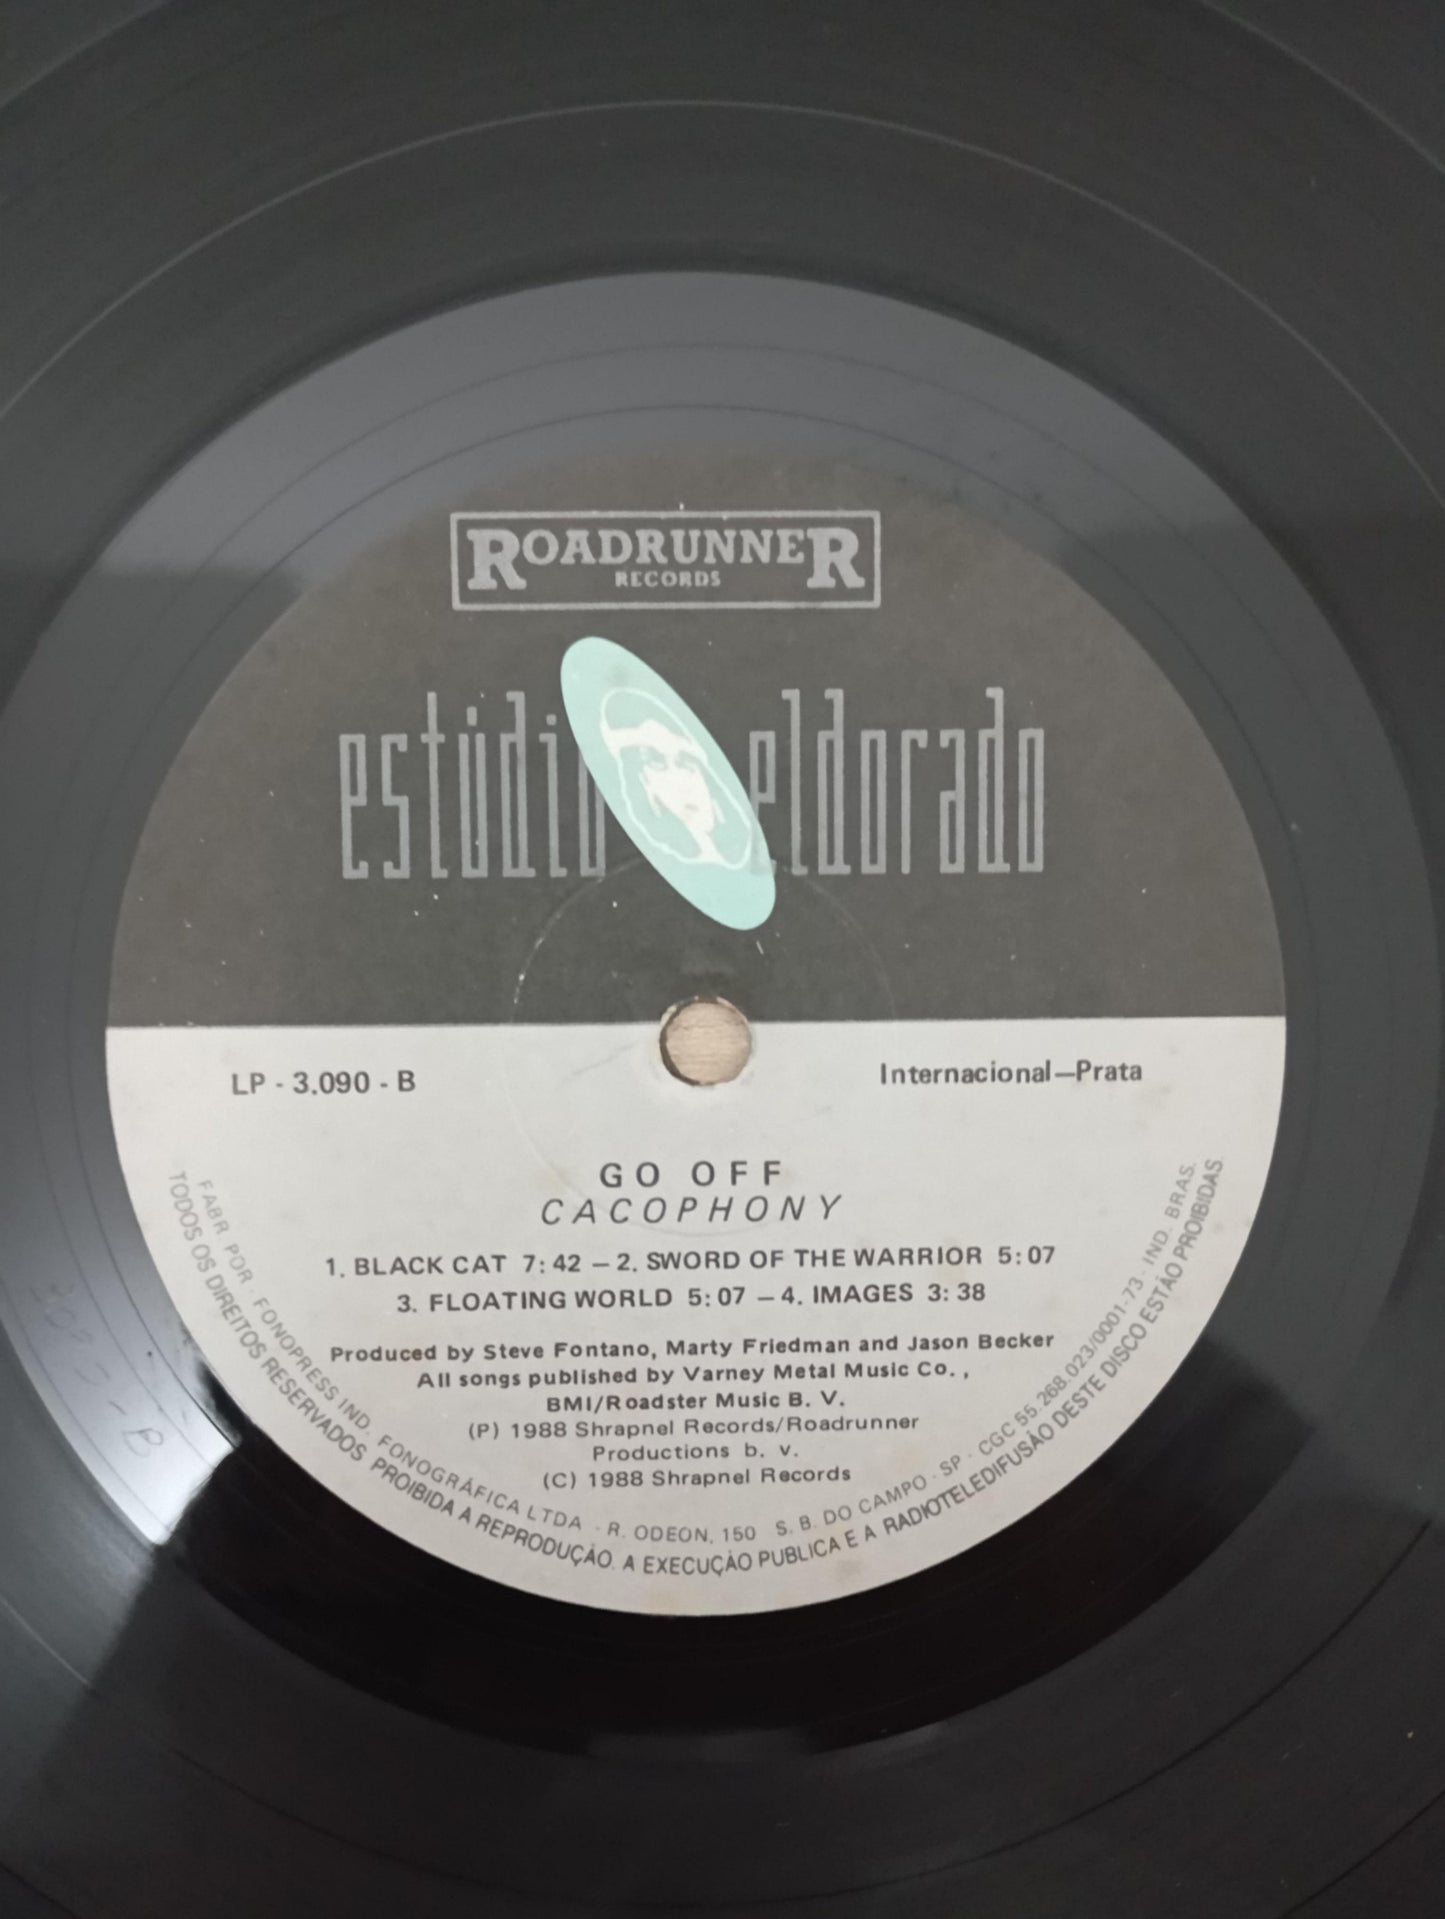 ROADRUNNER
RECORDS
estúdio eldorado
LP - 3.090 - B
Internacional—Prata
GO OFF
CACOPHONY
1. BLACK CAT 7: 42 – 2. SWORD OF THE WARRIOR 5: 07
3. FLOATING WORLD 5: 07 – 4. IMAGES 3: 38
Produced by Steve Fontano, Marty Friedman and Jason Becker
All songs published by Varney Metal Music Co. ,
BMI/Roadster Music B. V.
(P) 1988 Shrapnel Records/Roadrunner
Productions b. v.
(C) 1988 Shrapnel Records
FABR POR · FONOPRESS IND. FONOGRÁFICA LTDA · R. ODEON, 150 S. B. DO CAMPO · SP · CGC 55.268.023/0001-73 · IND. BRAS.
TODOS OS DIREITOS RESERVADOS PROIBIDA A REPRODUÇÃO. A EXECUÇÃO PUBLICA E A RADIOTELEDIFUSÃO DESTE DISCO ESTÃO PROIBIDAS.